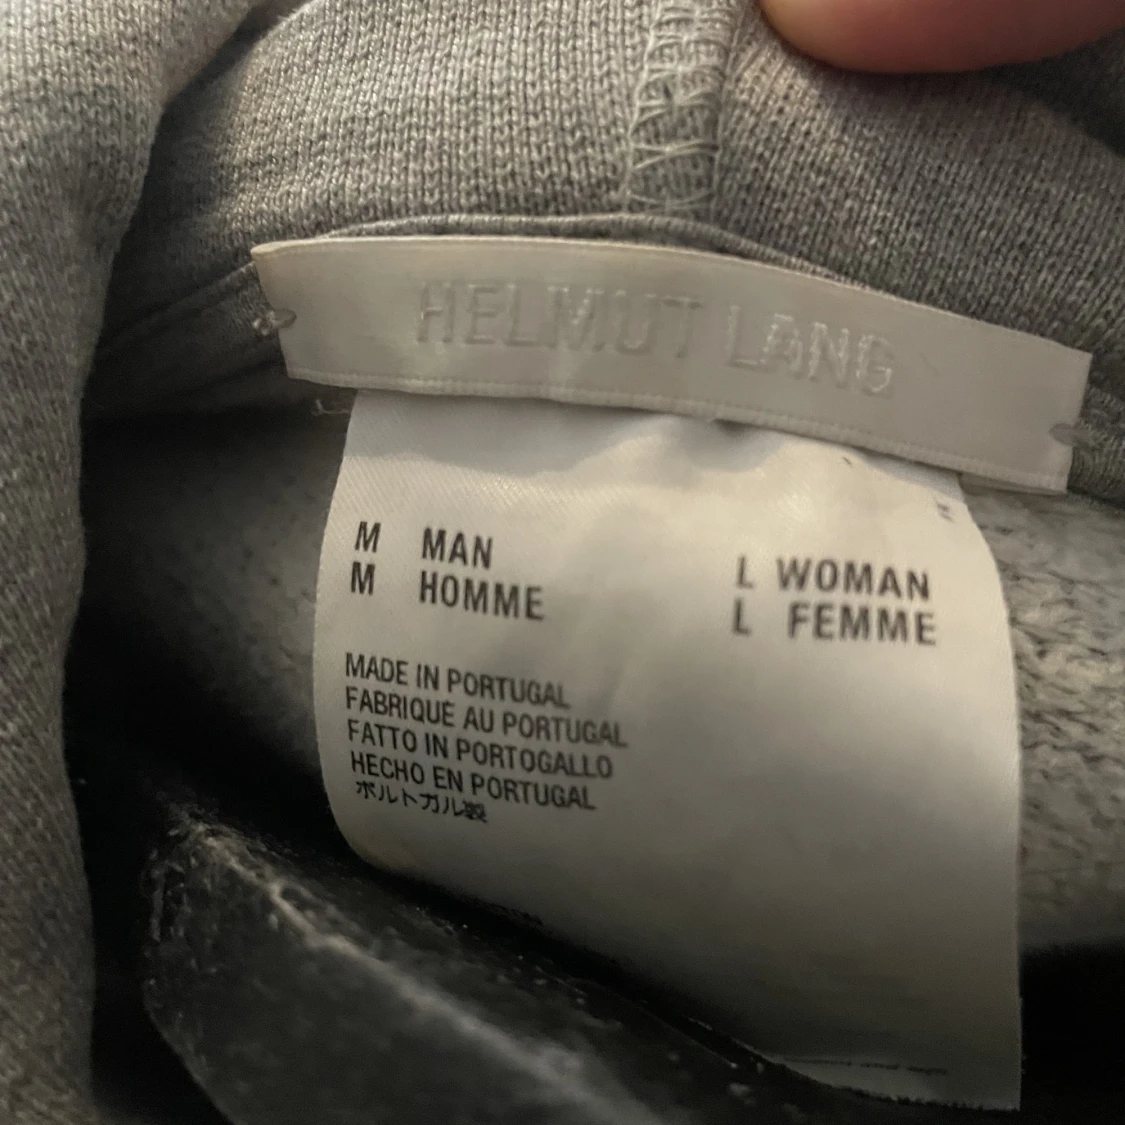 HELMUT LANG
M MAN L WOMAN
M HOMME L FEMME
MADE IN PORTUGAL
FABRIQUE AU PORTUGAL
FATTO IN PORTOGALLO
HECHO EN PORTUGAL
ポルトガル製